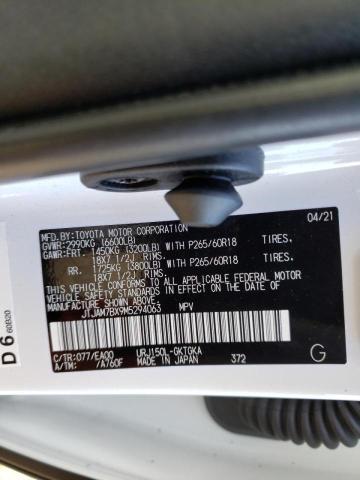 MFD.BY:TOYOTA MOTOR CORPORATION 04/21
GVWR:2990KG (6600LB)
GAWR:FRT. 1450KG (3200LB) WITH P265/60R18 TIRES.
18X7 1/2J RIMS.
RR. 1725KG (3800LB) WITH P265/60R18 TIRES.
18X7 1/2J RIMS.
THIS VEHICLE CONFORMS TO ALL APPLICABLE FEDERAL MOTOR
VEHICLE SAFETY STANDARDS IN EFFECT ON THE DATE OF
MANUFACTURE SHOWN ABOVE.
JTJAM7BX9M5294063 MPV
C/TR:077/EA00 URJ150L-GKTGKA 372 G
A/TM: /A760F MADE IN JAPAN
D 6 60B20